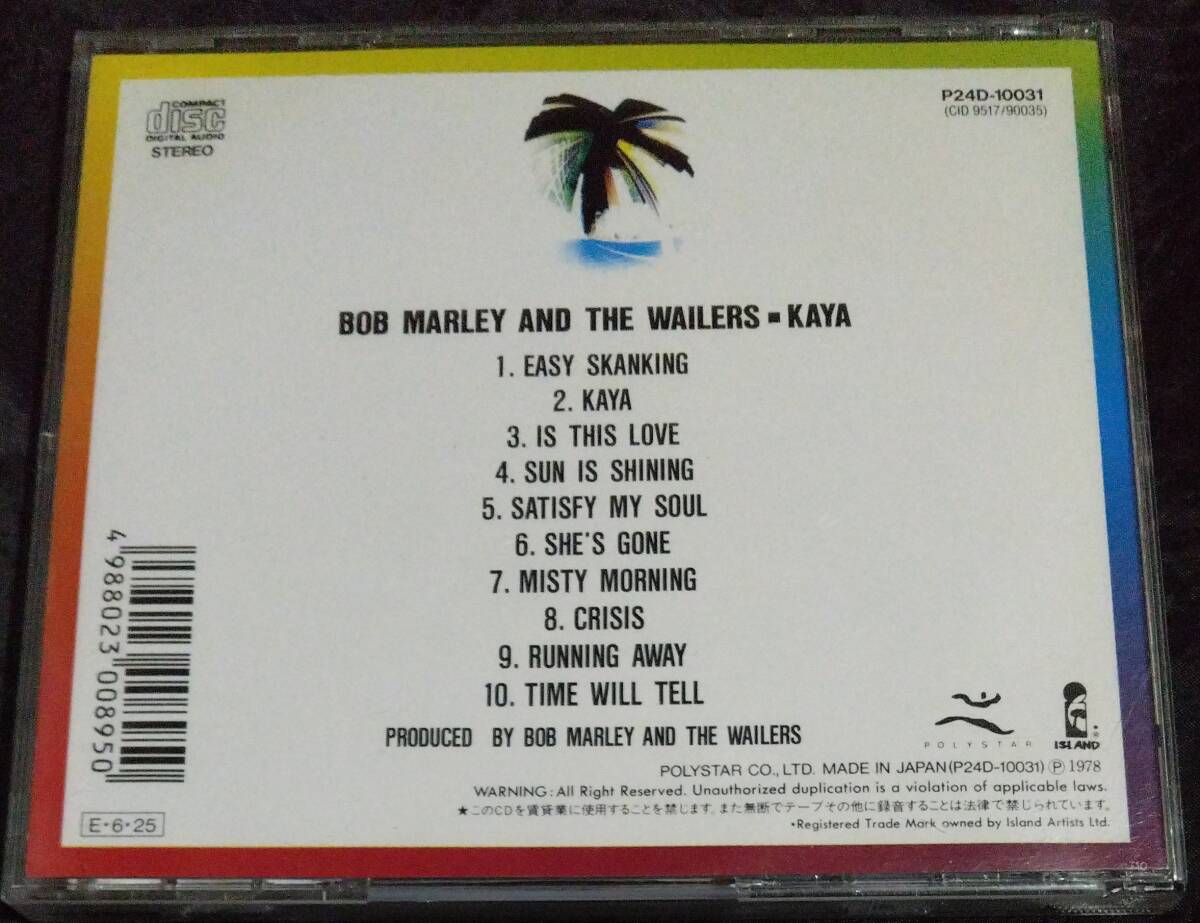 COMPACT
disc
DIGITAL AUDIO
STEREO
P24D-10031
(CID 9517/90035)
BOB MARLEY AND THE WAILERS ▪ KAYA
1. EASY SKANKING
2. KAYA
3. IS THIS LOVE
4. SUN IS SHINING
5. SATISFY MY SOUL
6. SHE'S GONE
7. MISTY MORNING
8. CRISIS
9. RUNNING AWAY
10. TIME WILL TELL
PRODUCED BY BOB MARLEY AND THE WAILERS
4 988023 008950
POLYSTAR
ISLAND
POLYSTAR CO., LTD. MADE IN JAPAN(P24D-10031) Ⓟ 1978
WARNING: All Right Reserved. Unauthorized duplication is a violation of applicable laws.
★このCDを賃貸業に使用することを禁じます。また無断でテープその他に録音することは法律で禁じられています。
•Registered Trade Mark owned by Island Artists Ltd.
E・6・25